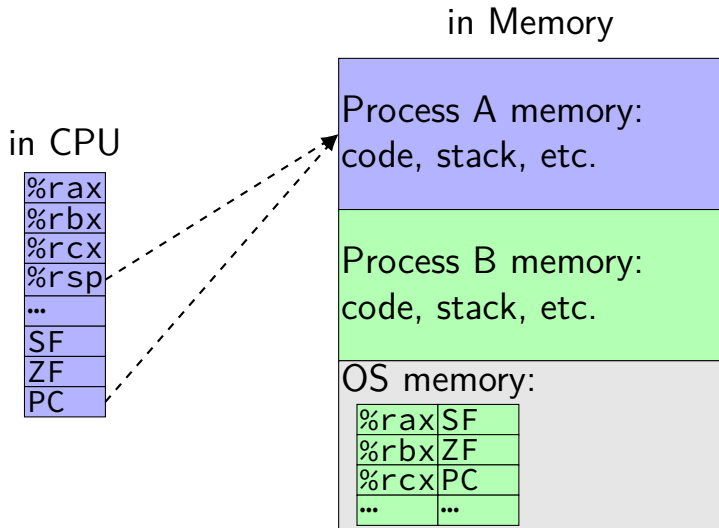 in Memory
in CPU
%rax
%rbx
%rcx
%rsp
…
SF
ZF
PC
Process A memory:
code, stack, etc.
Process B memory:
code, stack, etc.
OS memory:
%rax SF
%rbx ZF
%rcx PC
… …